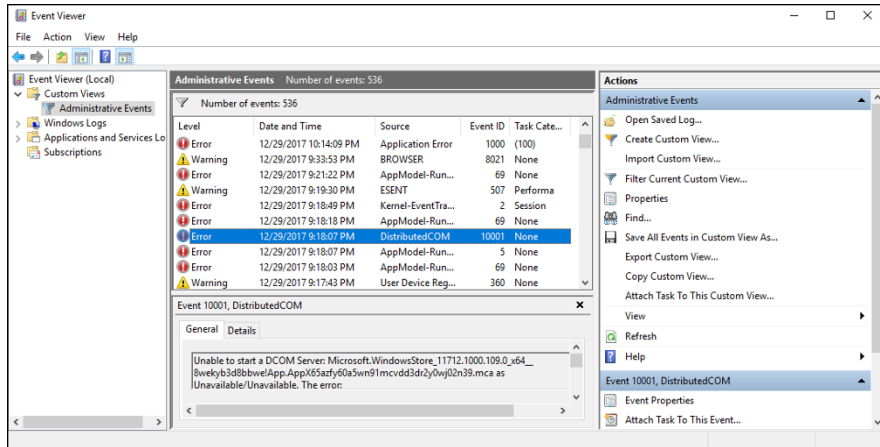 Event Viewer
File Action View Help
Event Viewer (Local)
Custom Views
Administrative Events
Windows Logs
Applications and Services Lo
Subscriptions
Administrative Events Number of events: 536
Number of events: 536
Level Date and Time Source Event ID Task Cate...
Error 12/29/2017 10:14:09 PM Application Error 1000 (100)
Warning 12/29/2017 9:33:53 PM BROWSER 8021 None
Error 12/29/2017 9:21:22 PM AppModel-Run... 69 None
Warning 12/29/2017 9:19:30 PM ESENT 507 Performa
Error 12/29/2017 9:18:49 PM Kernel-EventTra... 2 Session
Error 12/29/2017 9:18:18 PM AppModel-Run... 69 None
Error 12/29/2017 9:18:07 PM DistributedCOM 10001 None
Error 12/29/2017 9:18:07 PM AppModel-Run... 5 None
Error 12/29/2017 9:18:03 PM AppModel-Run... 69 None
Warning 12/29/2017 9:17:43 PM User Device Reg... 360 None
Event 10001, DistributedCOM
General Details
Unable to start a DCOM Server: Microsoft.WindowsStore_11712.1000.109.0_x64__
8wekyb3d8bbwe!App.AppX65azfy60a5wn91mcvdd3dr2y0wj02n39.mca as
Unavailable/Unavailable. The error:
Actions
Administrative Events
Open Saved Log...
Create Custom View...
Import Custom View...
Filter Current Custom View...
Properties
Find...
Save All Events in Custom View As...
Export Custom View...
Copy Custom View...
Attach Task To This Custom View...
View
Refresh
Help
Event 10001, DistributedCOM
Event Properties
Attach Task To This Event...